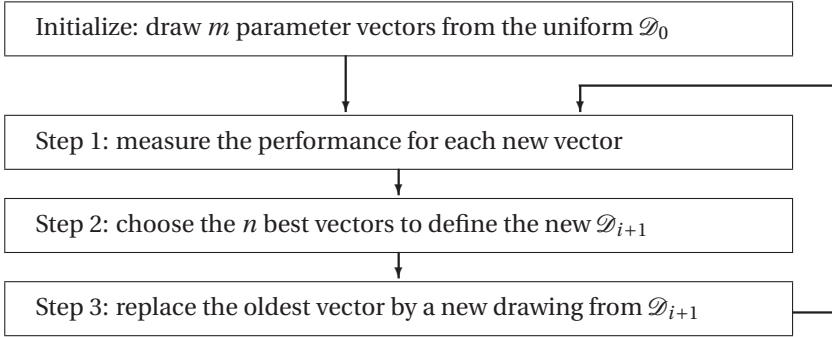 Initialize: draw m parameter vectors from the uniform 𝒟₀
Step 1: measure the performance for each new vector
Step 2: choose the n best vectors to define the new 𝒟ᵢ₊₁
Step 3: replace the oldest vector by a new drawing from 𝒟ᵢ₊₁